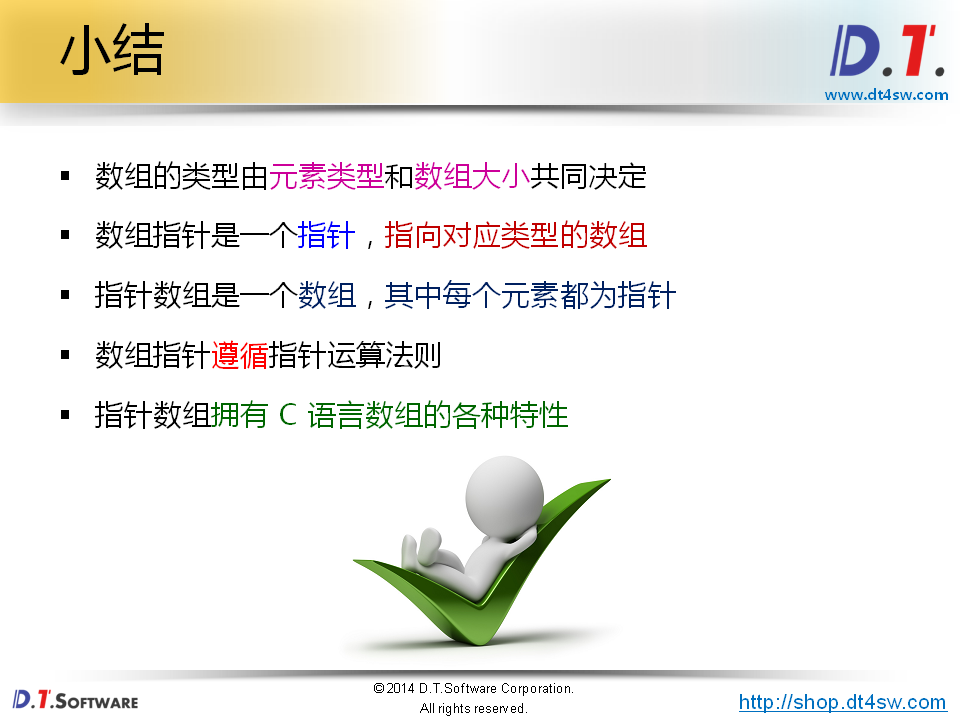 小结
D.T.
www.dt4sw.com
数组的类型由元素类型和数组大小共同决定
数组指针是一个指针，指向对应类型的数组
指针数组是一个数组，其中每个元素都为指针
数组指针遵循指针运算法则
指针数组拥有 C 语言数组的各种特性
D.T.SOFTWARE
©2014 D.T.Software Corporation.
All rights reserved.
http://shop.dt4sw.com